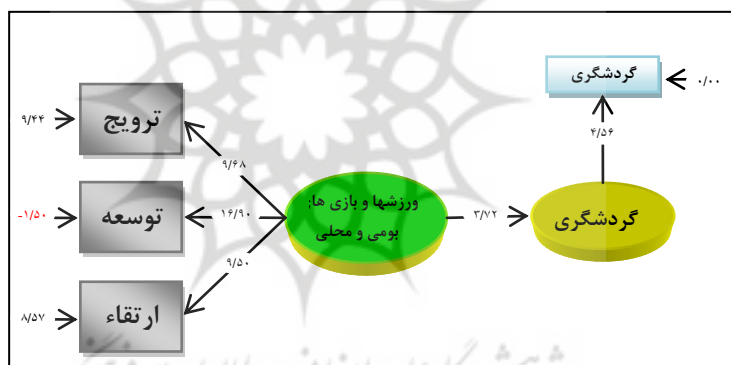 گردشگری
۰/۰۰
۴/۵۶
ترویج
۹/۴۴
۹/۶۸
ورزشها و بازی ها:
بومی و محلی
۳/۷۲
گردشگری
توسعه
-۱/۵۰
۱۶/۹۰
۹/۵۰
ارتقاء
۸/۵۷